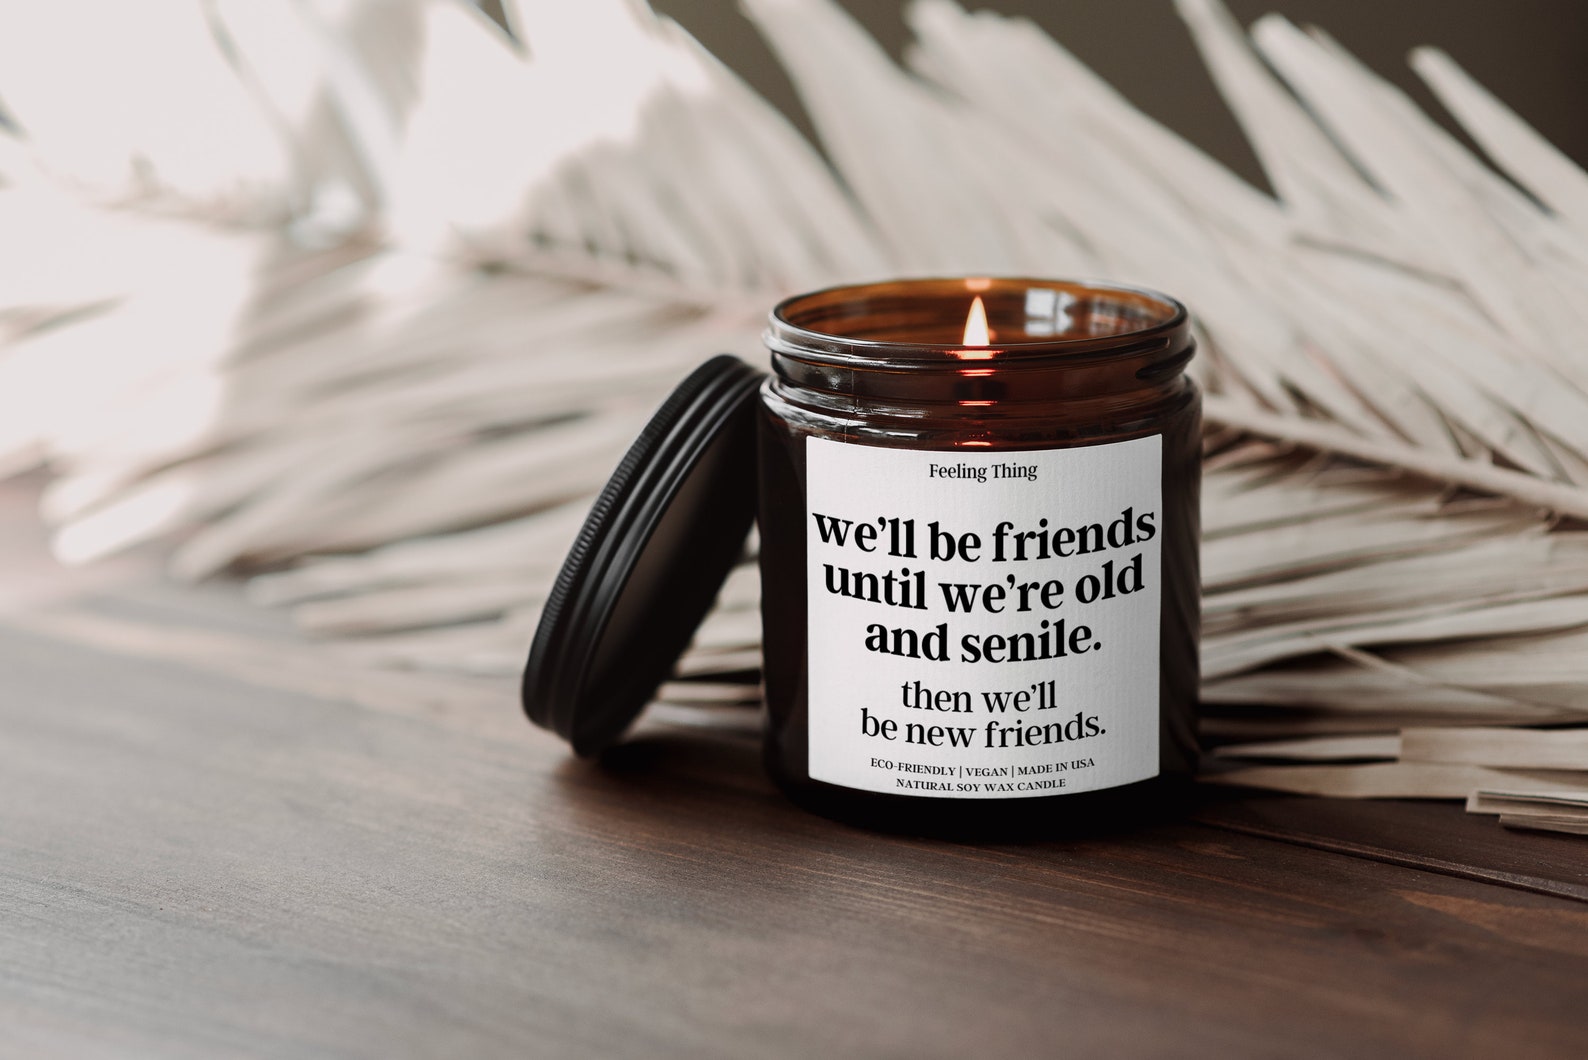 Feeling Thing
we'll be friends
until we're old
and senile.
then we'll
be new friends.
ECO-FRIENDLY | VEGAN | MADE IN USA
NATURAL SOY WAX CANDLE